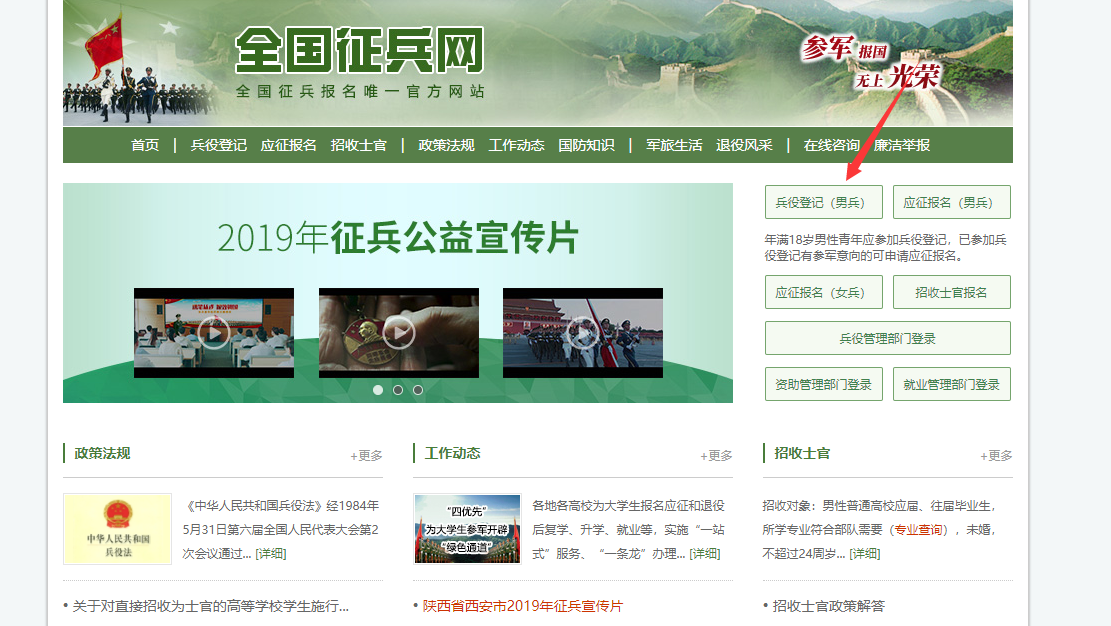 全国征兵网
全国征兵报名唯一官方网站
参军 报国
无上 光荣
首页 | 兵役登记 应征报名 招收士官 | 政策法规 工作动态 国防知识 | 军旅生活 退役风采 | 在线咨询 廉洁举报
2019年征兵公益宣传片
兵役登记（男兵） 应征报名（男兵）
年满18岁男性青年应参加兵役登记，已参加兵
役登记有参军意向的可申请应征报名。
应征报名（女兵） 招收士官报名
兵役管理部门登录
资助管理部门登录 就业管理部门登录
政策法规 +更多
中华人民共和国
兵役法
《中华人民共和国兵役法》经1984年
5月31日第六届全国人民代表大会第2
次会议通过... [详细]
• 关于对直接招收为士官的高等学校学生施行...
工作动态 +更多
“四优先”
为大学生参军开辟
“绿色通道”
各地各高校为大学生报名应征和退役
后复学、升学、就业等，实施“一站
式”服务、“一条龙”办理... [详细]
• 陕西省西安市2019年征兵宣传片
招收士官 +更多
招收对象：男性普通高校应届、往届毕业生，
所学专业符合部队需要（专业查询），未婚，
不超过24周岁... [详细]
• 招收士官政策解答